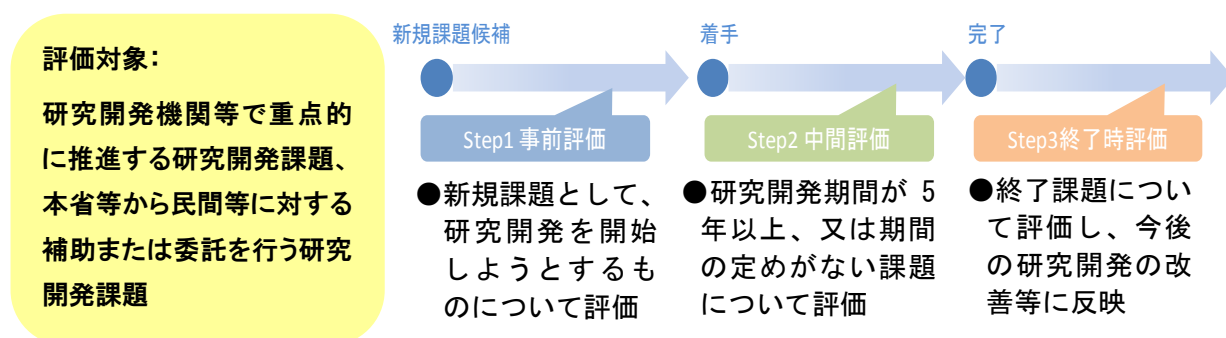 評価対象：
研究開発機関等で重点的
に推進する研究開発課題、
本省等から民間等に対する
補助または委託を行う研究
開発課題
新規課題候補
Step1 事前評価
●新規課題として、
研究開発を開始
しようとするも
のについて評価
着手
Step2 中間評価
●研究開発期間が 5
年以上、又は期間
の定めがない課題
について評価
完了
Step3終了時評価
●終了課題につい
て評価し、今後
の研究開発の改
善等に反映